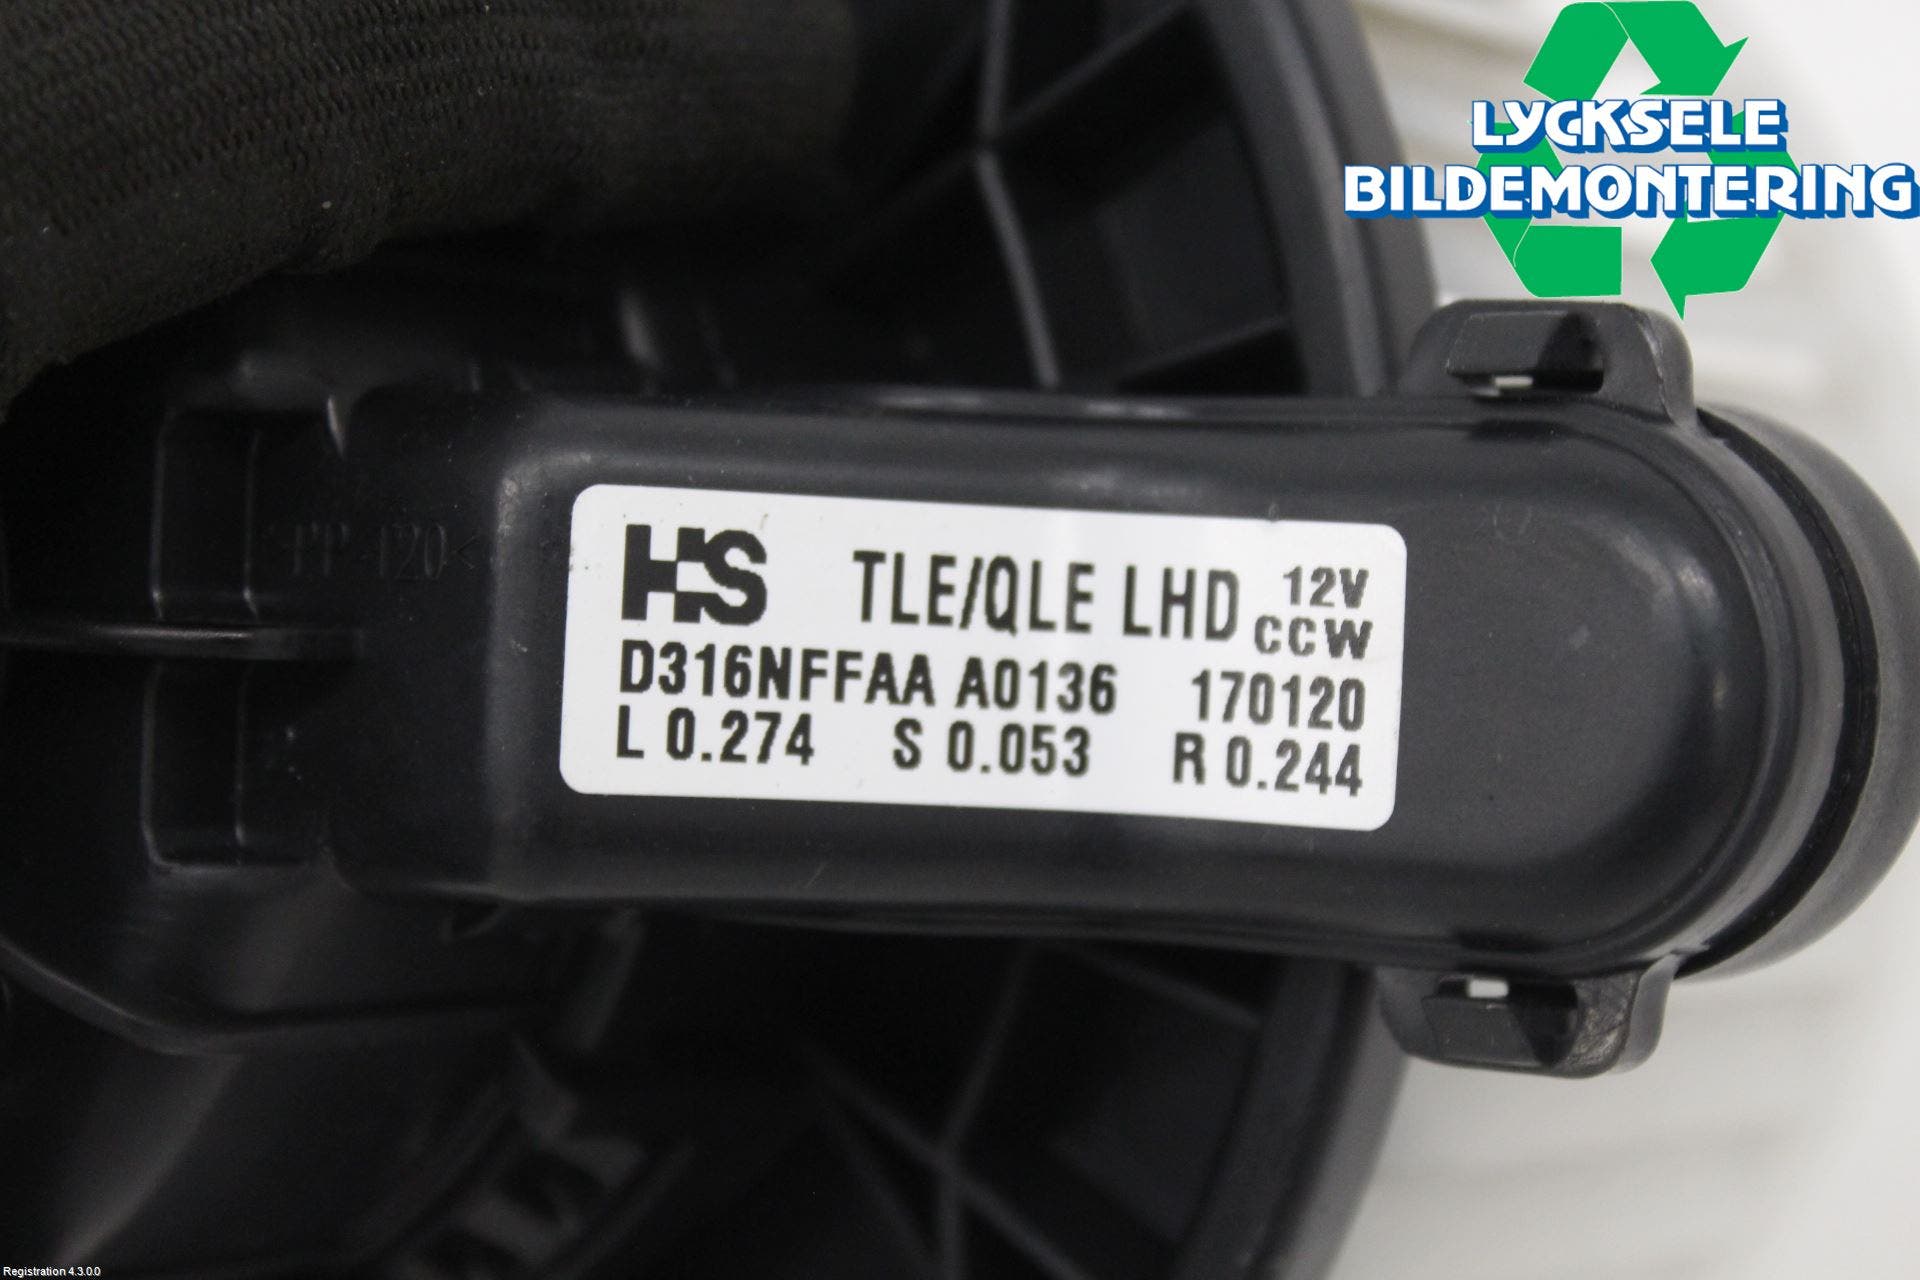 LYCKSELE
BILDEMONTERING
HS TLE/QLE LHD 12V
CCW
D316NFFAA A0136 170120
L 0.274 S 0.053 R 0.244
Registration 4.3.0.0